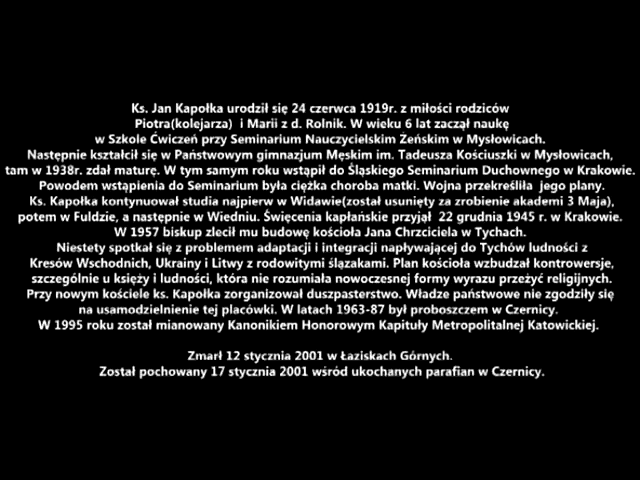 Ks. Jan Kapołka urodził się 24 czerwca 1919r. z miłości rodziców
Piotra(kolejarza) i Marii z d. Rolnik. W wieku 6 lat zaczął naukę
w Szkole Ćwiczeń przy Seminarium Nauczycielskim Żeńskim w Mysłowicach.
Następnie kształcił się w Państwowym gimnazjum Męskim im. Tadeusza Kościuszki w Mysłowicach,
tam w 1938r. zdał maturę. W tym samym roku wstąpił do Śląskiego Seminarium Duchownego w Krakowie.
Powodem wstąpienia do Seminarium była ciężka choroba matki. Wojna przekreśliła jego plany.
Ks. Kapołka kontynuował studia najpierw w Widawie(został usunięty za zrobienie akademi 3 Maja),
potem w Fuldzie, a następnie w Wiedniu. Święcenia kapłańskie przyjął 22 grudnia 1945 r. w Krakowie.
W 1957 biskup zlecił mu budowę kościoła Jana Chrzciciela w Tychach.
Niestety spotkał się z problemem adaptacji i integracji napływającej do Tychów ludności z
Kresów Wschodnich, Ukrainy i Litwy z rodowitymi ślązakami. Plan kościoła wzbudzał kontrowersje,
szczególnie u księży i ludności, która nie rozumiała nowoczesnej formy wyrazu przeżyć religijnych.
Przy nowym kościele ks. Kapołka zorganizował duszpasterstwo. Władze państwowe nie zgodziły się
na usamodzielnienie tej placówki. W latach 1963-87 był proboszczem w Czernicy.
W 1995 roku został mianowany Kanonikiem Honorowym Kapituły Metropolitalnej Katowickiej.
Zmarł 12 stycznia 2001 w Łaziskach Górnych.
Został pochowany 17 stycznia 2001 wśród ukochanych parafian w Czernicy.